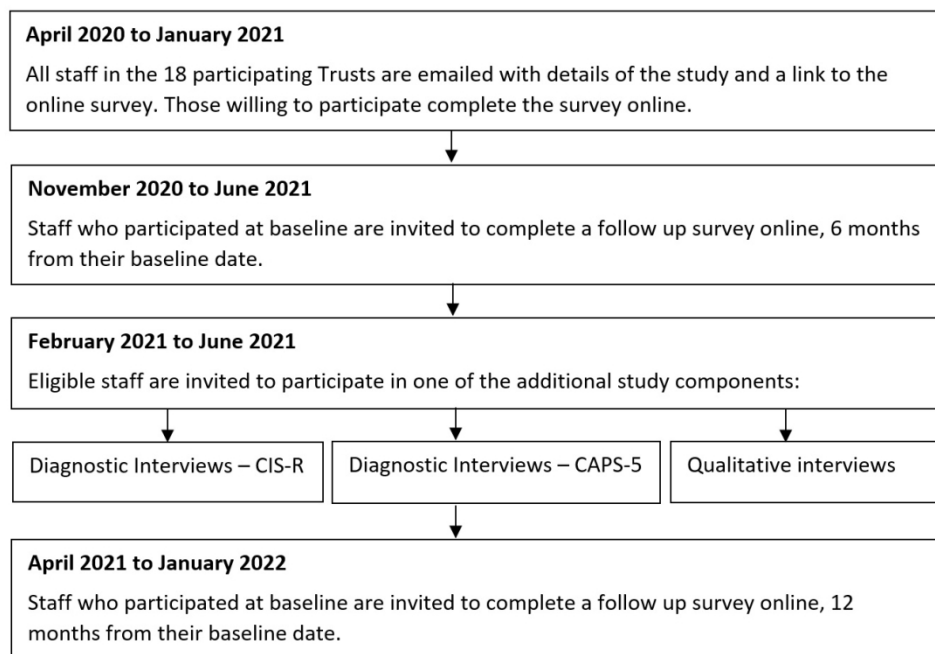 April 2020 to January 2021
All staff in the 18 participating Trusts are emailed with details of the study and a link to the
online survey. Those willing to participate complete the survey online.
November 2020 to June 2021
Staff who participated at baseline are invited to complete a follow up survey online, 6 months
from their baseline date.
February 2021 to June 2021
Eligible staff are invited to participate in one of the additional study components:
Diagnostic Interviews – CIS-R
Diagnostic Interviews – CAPS-5
Qualitative interviews
April 2021 to January 2022
Staff who participated at baseline are invited to complete a follow up survey online, 12
months from their baseline date.